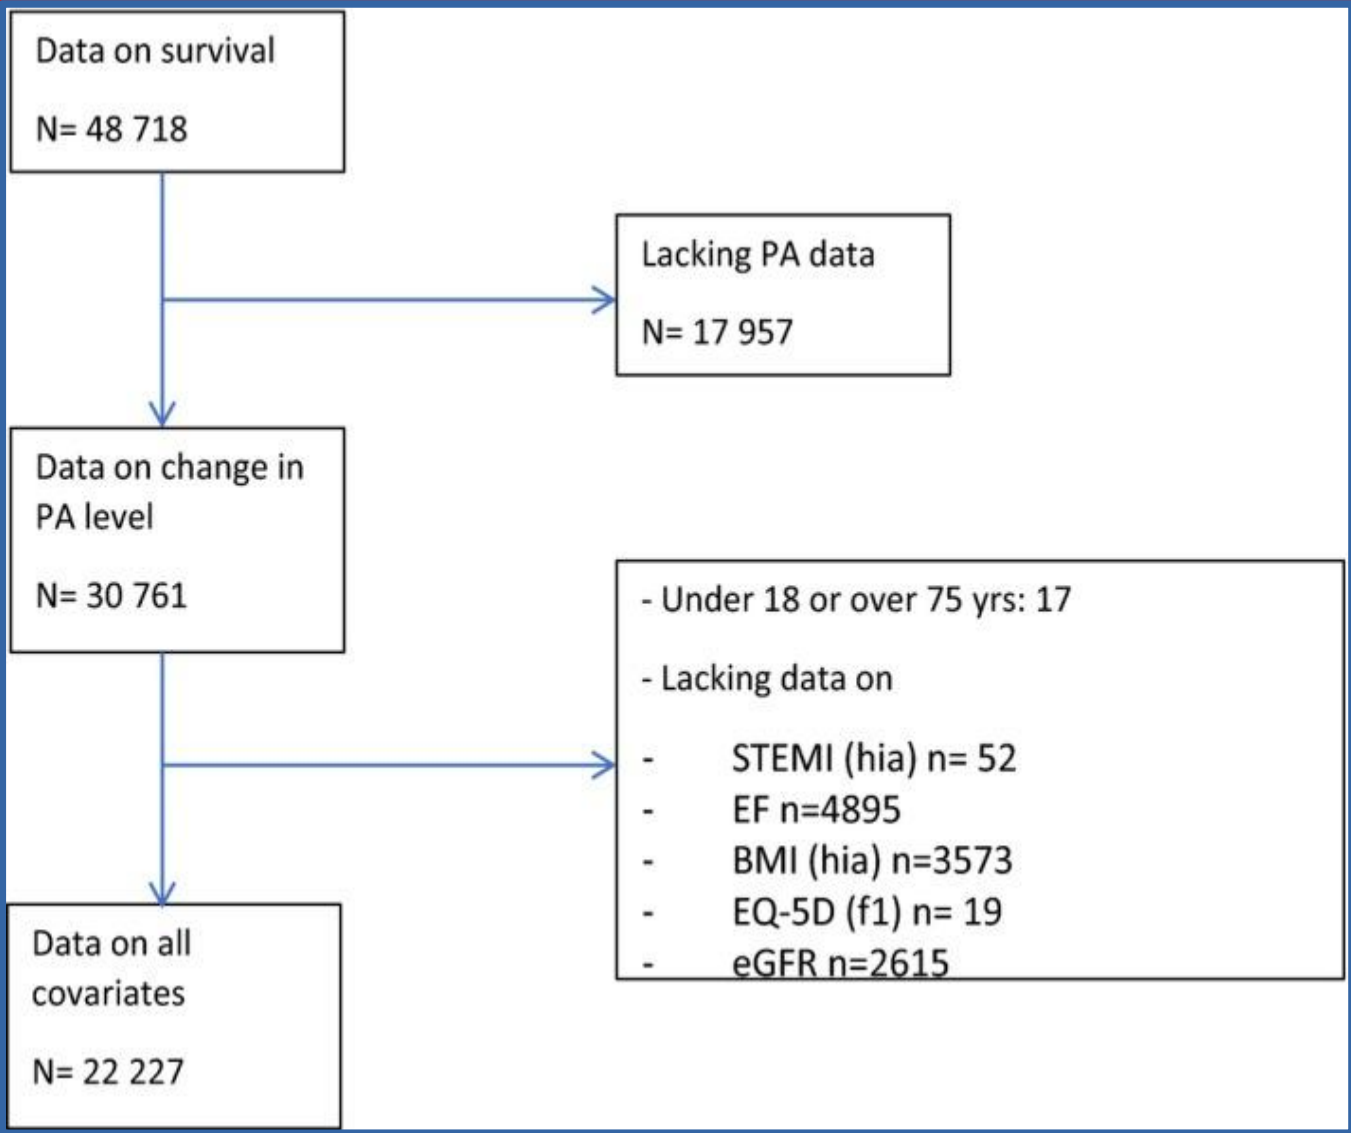 Data on survival
N= 48 718
Lacking PA data
N= 17 957
Data on change in
PA level
N= 30 761
- Under 18 or over 75 yrs: 17
- Lacking data on
- STEMI (hia) n= 52
- EF n=4895
- BMI (hia) n=3573
- EQ-5D (f1) n= 19
- eGFR n=2615
Data on all
covariates
N= 22 227